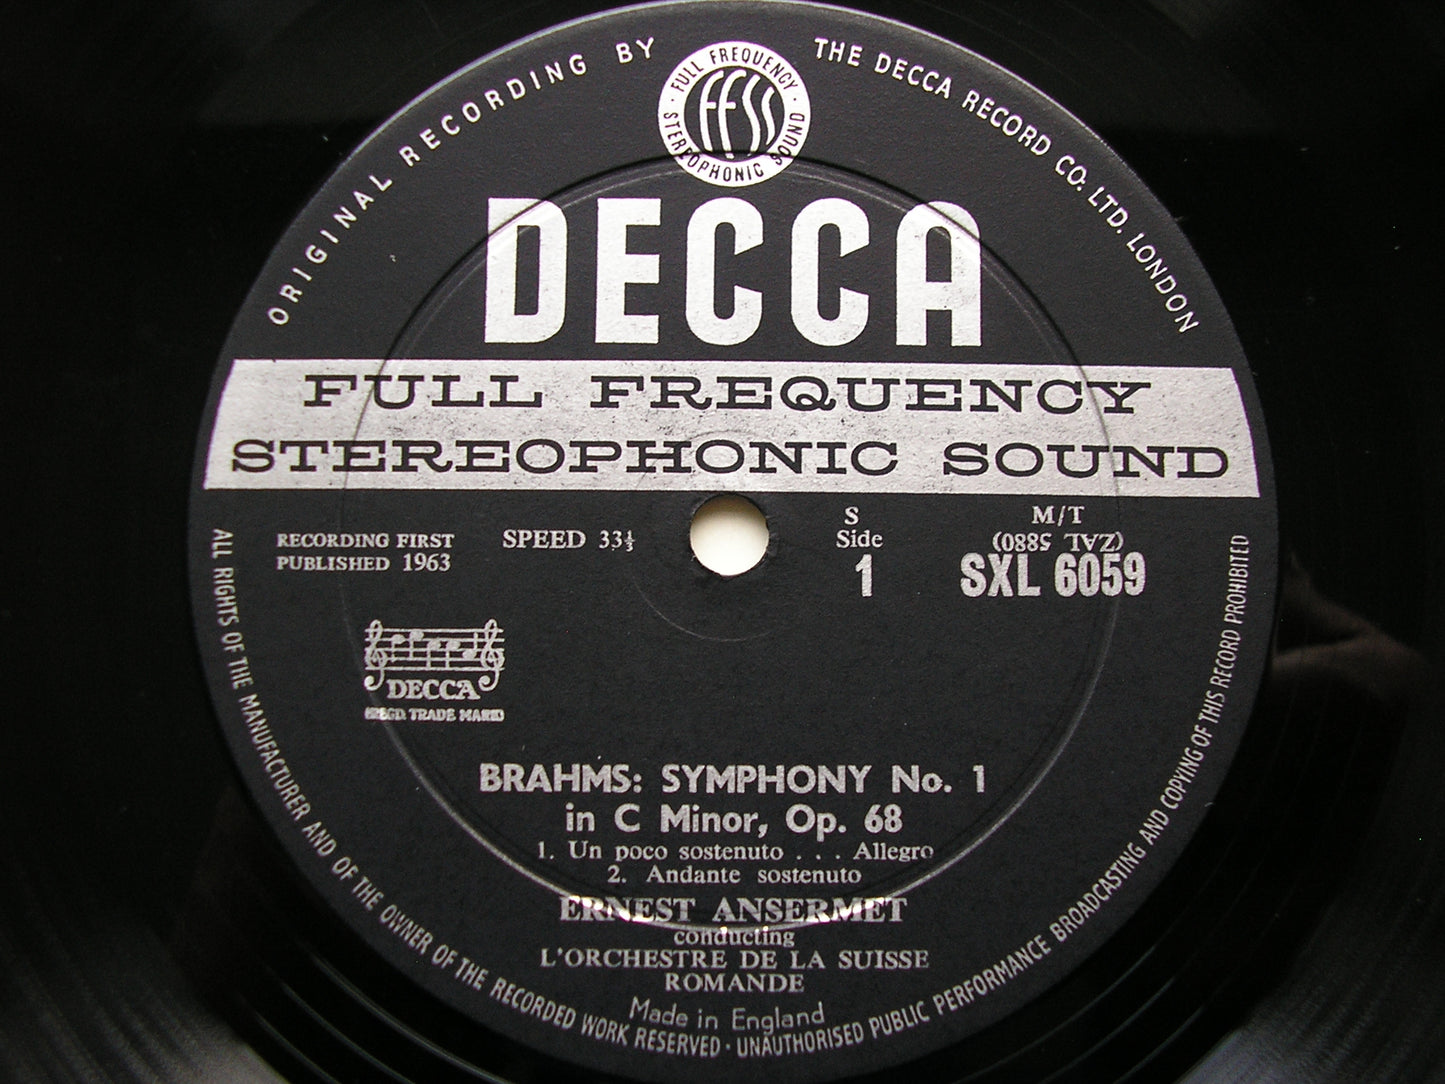 ORIGINAL RECORDING BY THE DECCA RECORD CO. LTD. LONDON
FULL FREQUENCY
FFSS
STEREOPHONIC SOUND
DECCA
FULL FREQUENCY
STEREOPHONIC SOUND
RECORDING FIRST
PUBLISHED 1963
SPEED 33⅓
S
Side
1
M/T
(ZAL 5880)
SXL 6059
DECCA
(REGD. TRADE MARK)
BRAHMS: SYMPHONY No. 1
in C Minor, Op. 68
1. Un poco sostenuto . . . Allegro
2. Andante sostenuto
ERNEST ANSERMET
conducting
L'ORCHESTRE DE LA SUISSE
ROMANDE
Made in England
ALL RIGHTS OF THE MANUFACTURER AND OF THE OWNER OF THE RECORDED WORK RESERVED · UNAUTHORISED PUBLIC PERFORMANCE BROADCASTING AND COPYING OF THIS RECORD PROHIBITED